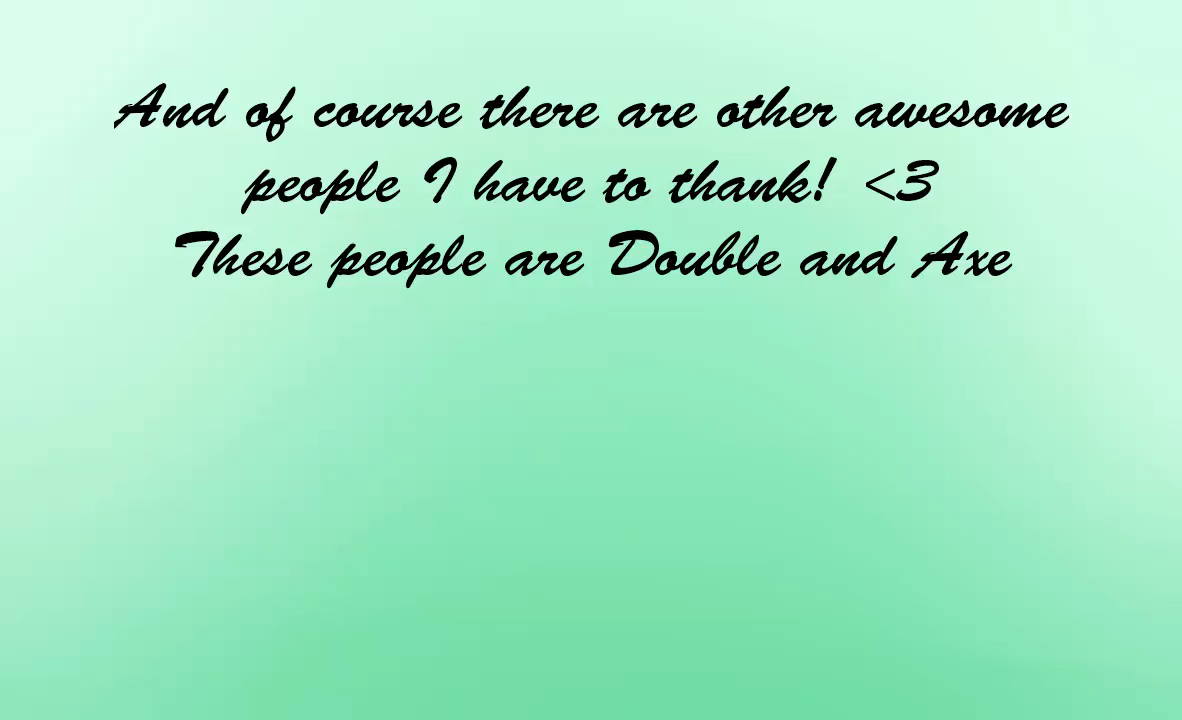 And of course there are other awesome
people I have to thank! <3
These people are Double and Axe